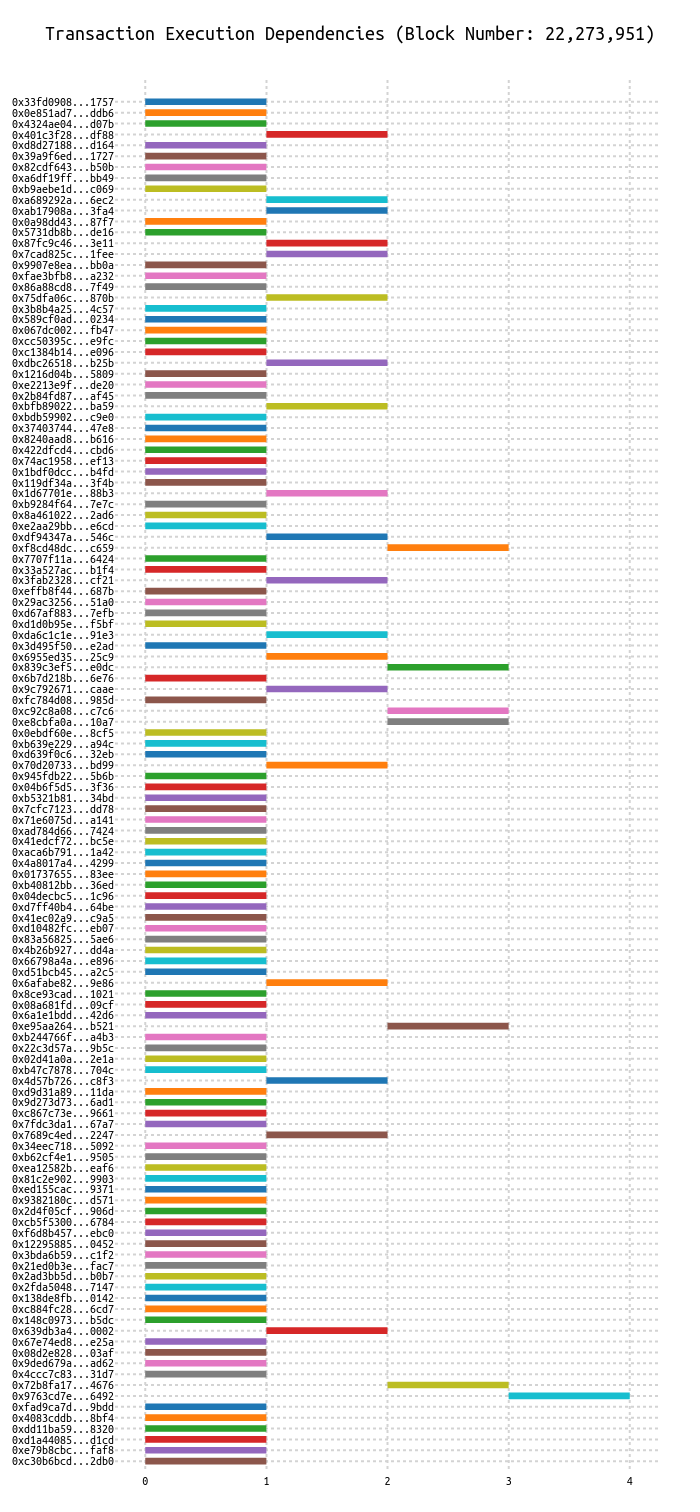 Transaction Execution Dependencies (Block Number: 22,273,951)
0x33fd0908...1757
0x0e851ad7...ddb6
0x4324ae04...d07b
0x401c3f28...df88
0xd8d27188...d164
0x39a9f6ed...1727
0x82cdf643...b50b
0xa6df19ff...bb49
0xb9aebe1d...c069
0xa689292a...6ec2
0xab17908a...3fa4
0x0a98dd43...87f7
0x5731db8b...de16
0x87fc9c46...3e11
0x7cad825c...1fee
0x9907e8ea...bb0a
0xfae3bfb8...a232
0x86a88cd8...7f49
0x75dfa06c...870b
0x3b8b4a25...4c57
0x589cf0ad...0234
0x067dc002...fb47
0xcc50395c...e9fc
0xc1384b14...e096
0xdbc26518...b25b
0x1216d04b...5809
0xe2213e9f...de20
0x2b84fd87...af45
0xbfb89022...ba59
0xbdb59902...c9e0
0x37403744...47e8
0x8240aad8...b616
0x422dfcd4...cbd6
0x74ac1958...ef13
0x1bdf0dcc...b4fd
0x119df34a...3f4b
0x1d67701e...88b3
0xb9284f64...7e7c
0x8a461022...2ad6
0xe2aa29bb...e6cd
0xdf94347a...546c
0xf8cd48dc...c659
0x7707f11a...6424
0x33a527ac...b1f4
0x3fab2328...cf21
0xeffb8f44...687b
0x29ac3256...51a0
0xd67af883...7efb
0xd1d0b95e...f5bf
0xda6c1c1e...91e3
0x3d495f50...e2ad
0x6955ed35...25c9
0x839c3ef5...e0dc
0x6b7d218b...6e76
0x9c792671...caae
0xfc784d08...985d
0xc92c8a08...c7c6
0xe8cbfa0a...10a7
0x0ebdf60e...8cf5
0xb639e229...a94c
0xd639f0c6...32eb
0x70d20733...bd99
0x945fdb22...5b6b
0x04b6f5d5...3f36
0xb5321b81...34bd
0x7cfc7123...dd78
0x71e6075d...a141
0xad784d66...7424
0x41edcf72...bc5e
0xaca6b791...1a42
0x4a8017a4...4299
0x01737655...83ee
0xb40812bb...36ed
0x04decbc5...1c96
0xd7ff40b4...64be
0x41ec02a9...c9a5
0xd10482fc...eb07
0x83a56825...5ae6
0x4b26b927...dd4a
0x66798a4a...e896
0xd51bcb45...a2c5
0x6afabe82...9e86
0x8ce93cad...1021
0x08a681fd...09cf
0x6a1e1bdd...42d6
0xe95aa264...b521
0xb244766f...a4b3
0x22c3d57a...9b5c
0x02d41a0a...2e1a
0xb47c7878...704c
0x4d57b726...c8f3
0xd9d31a89...11da
0x9d273d73...6ad1
0xc867c73e...9661
0x7fdc3da1...67a7
0x7689c4ed...2247
0x34eec718...5092
0xb62cf4e1...9505
0xea12582b...eaf6
0x81c2e902...9903
0xed155cac...9371
0x9382180c...d571
0x2d4f05cf...906d
0xcb5f5300...6784
0xf6d8b457...ebc0
0x12295885...0452
0x3bda6b59...c1f2
0x21ed0b3e...fac7
0x2ad3bb5d...b0b7
0x2fda5048...7147
0x138de8fb...0142
0xc884fc28...6cd7
0x148c0973...b5dc
0x639db3a4...0002
0x67e74ed8...e25a
0x08d2e828...03af
0x9ded679a...ad62
0x4ccc7c83...31d7
0x72b8fa17...4676
0x9763cd7e...6492
0xfad9ca7d...9bdd
0x4083cddb...8bf4
0xdd11ba59...8320
0xd1a44085...d1cd
0xe79b8cbc...faf8
0xc30b6bcd...2db0
0 1 2 3 4